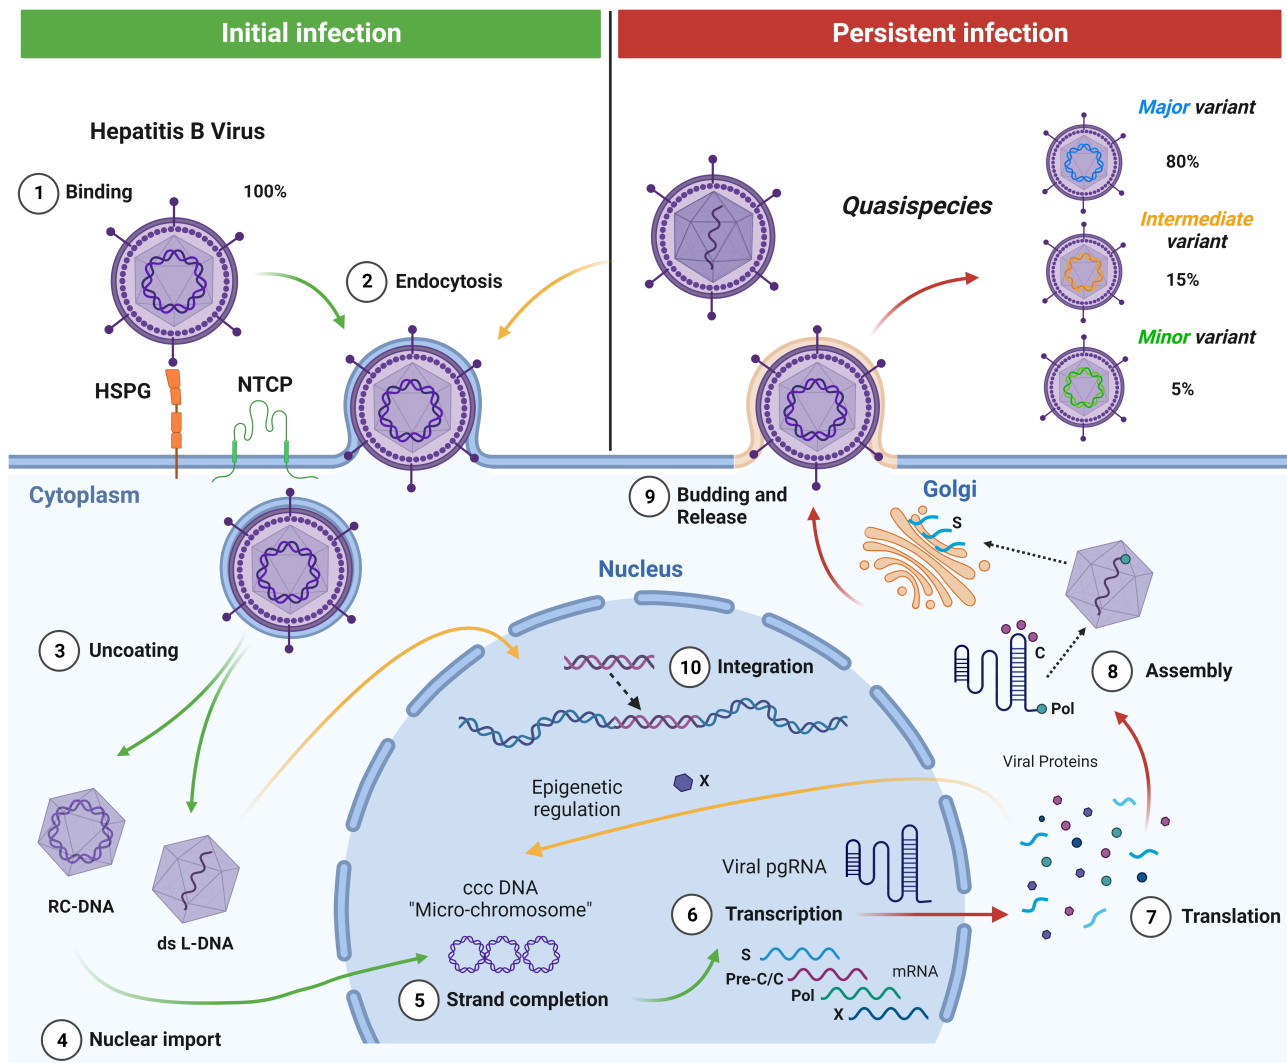 Initial infection
Persistent infection
Hepatitis B Virus
1 Binding
100%
2 Endocytosis
HSPG
NTCP
Quasispecies
Major variant
80%
Intermediate
variant
15%
Minor variant
5%
Cytoplasm
9 Budding and
Release
Golgi
S
Nucleus
3 Uncoating
10 Integration
C
8 Assembly
Pol
Viral Proteins
Epigenetic
regulation
X
RC-DNA
ds L-DNA
ccc DNA
"Micro-chromosome"
Viral pgRNA
6 Transcription
7 Translation
S
Pre-C/C
mRNA
Pol
X
5 Strand completion
4 Nuclear import